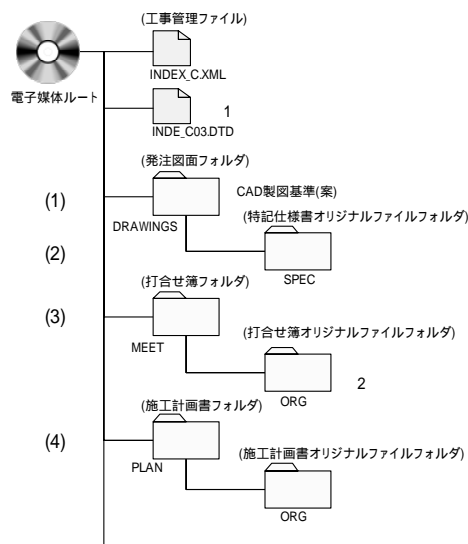 (工事管理ファイル)
INDEX_C.XML
電子媒体ルート
1
INDE_C03.DTD
(発注図面フォルダ)
(1)
CAD製図基準(案)
DRAWINGS
(特記仕様書オリジナルファイルフォルダ)
(2)
SPEC
(打合せ簿フォルダ)
(3)
(打合せ簿オリジナルファイルフォルダ)
MEET
2
ORG
(施工計画書フォルダ)
(4)
(施工計画書オリジナルファイルフォルダ)
PLAN
ORG